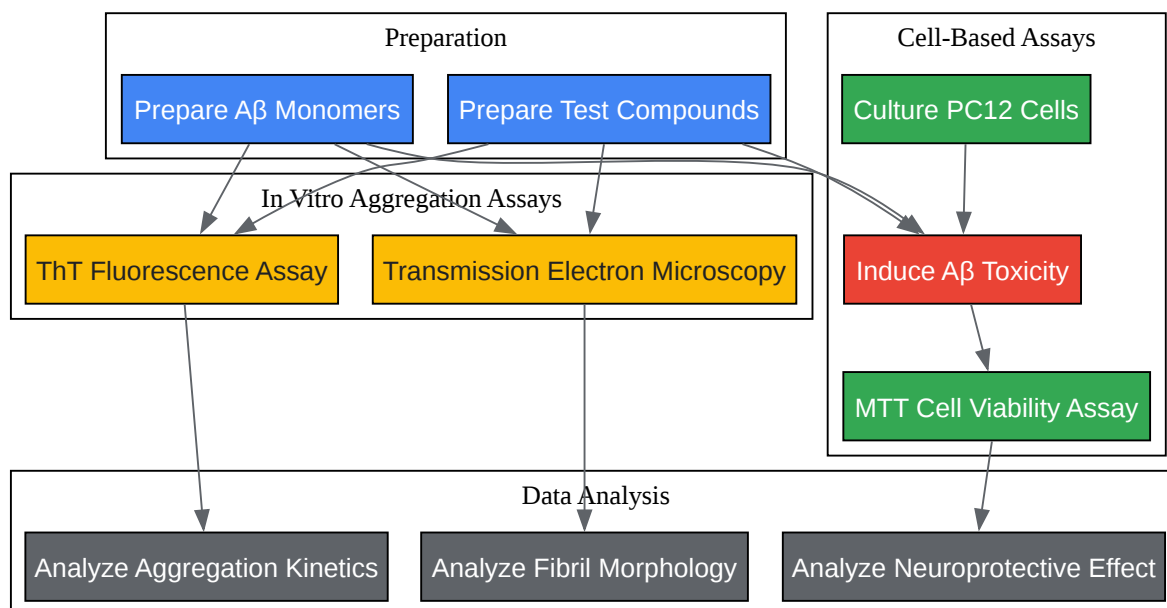 Preparation
Cell-Based Assays
Prepare Aβ Monomers
Prepare Test Compounds
Culture PC12 Cells
In Vitro Aggregation Assays
ThT Fluorescence Assay
Transmission Electron Microscopy
Induce Aβ Toxicity
MTT Cell Viability Assay
Data Analysis
Analyze Aggregation Kinetics
Analyze Fibril Morphology
Analyze Neuroprotective Effect